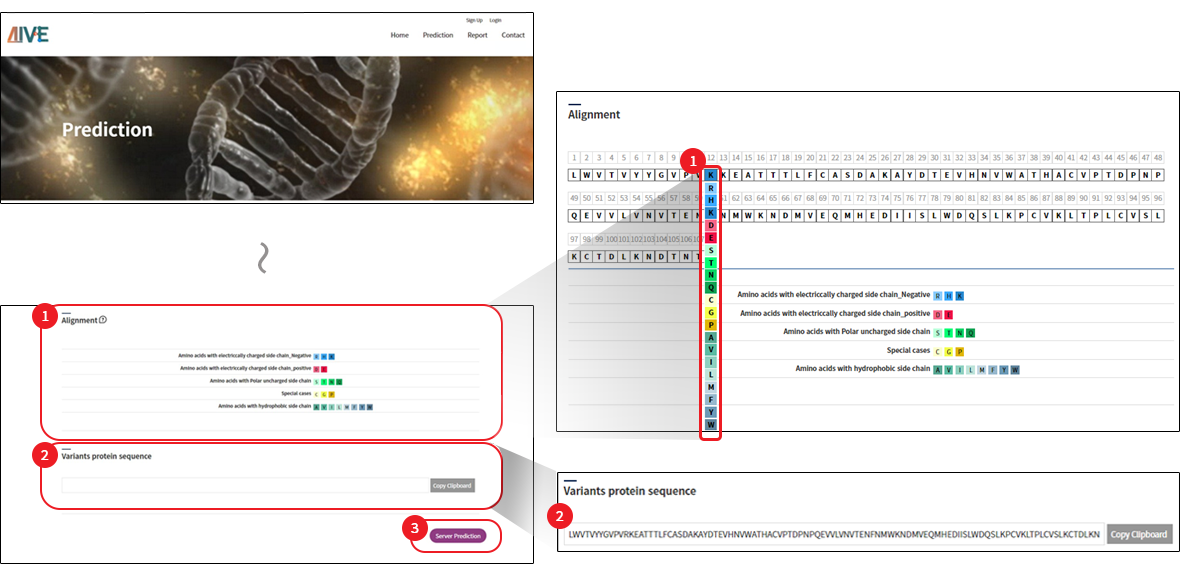 Sign Up Login
AIVE
Home Prediction Report Contact
Prediction
1
Alignment ?
Amino acids with electriccally charged side chain_Negative R H K
Amino acids with electriccally charged side chain_positive D E
Amino acids with Polar uncharged side chain S T N Q
Special cases C G P
Amino acids with hydrophobic side chain A V I L M F Y W
2
Variants protein sequence
Copy Clipboard
3
Server Prediction
Alignment
1
1 2 3 4 5 6 7 8 9 12 13 14 15 16 17 18 19 20 21 22 23 24 25 26 27 28 29 30 31 32 33 34 35 36 37 38 39 40 41 42 43 44 45 46 47 48
L W V T V Y Y G V P K K E A T T T L F C A S D A K A Y D T E V H N V W A T H A C V P T D P N P
49 50 51 52 53 54 55 56 57 58 61 62 63 64 65 66 67 68 69 70 71 72 73 74 75 76 77 78 79 80 81 82 83 84 85 86 87 88 89 90 91 92 93 94 95 96
Q E V V L V N V T E N N M W K N D M V E Q M H E D I I S L W D Q S L K P C V K L T P L C V S L
97 98 99 100 101 102 103 104 105 106
K C T D L K N D T N T
R
H
K
D
E
S
T
N
Q
C
G
P
A
V
I
L
M
F
Y
W
Amino acids with electriccally charged side chain_Negative R H K
Amino acids with electriccally charged side chain_positive D E
Amino acids with Polar uncharged side chain S T N Q
Special cases C G P
Amino acids with hydrophobic side chain A V I L M F Y W
Variants protein sequence
2
LWVTVYYGVPVRKEATTTLFCASDAKAYDTEVHNVWATHACVPTDPNPQEVVLVNVTENFNMWKNDMVEQMHEDIISLWDQSLKPCVKLTPLCVSLKCTDLKN
Copy Clipboard